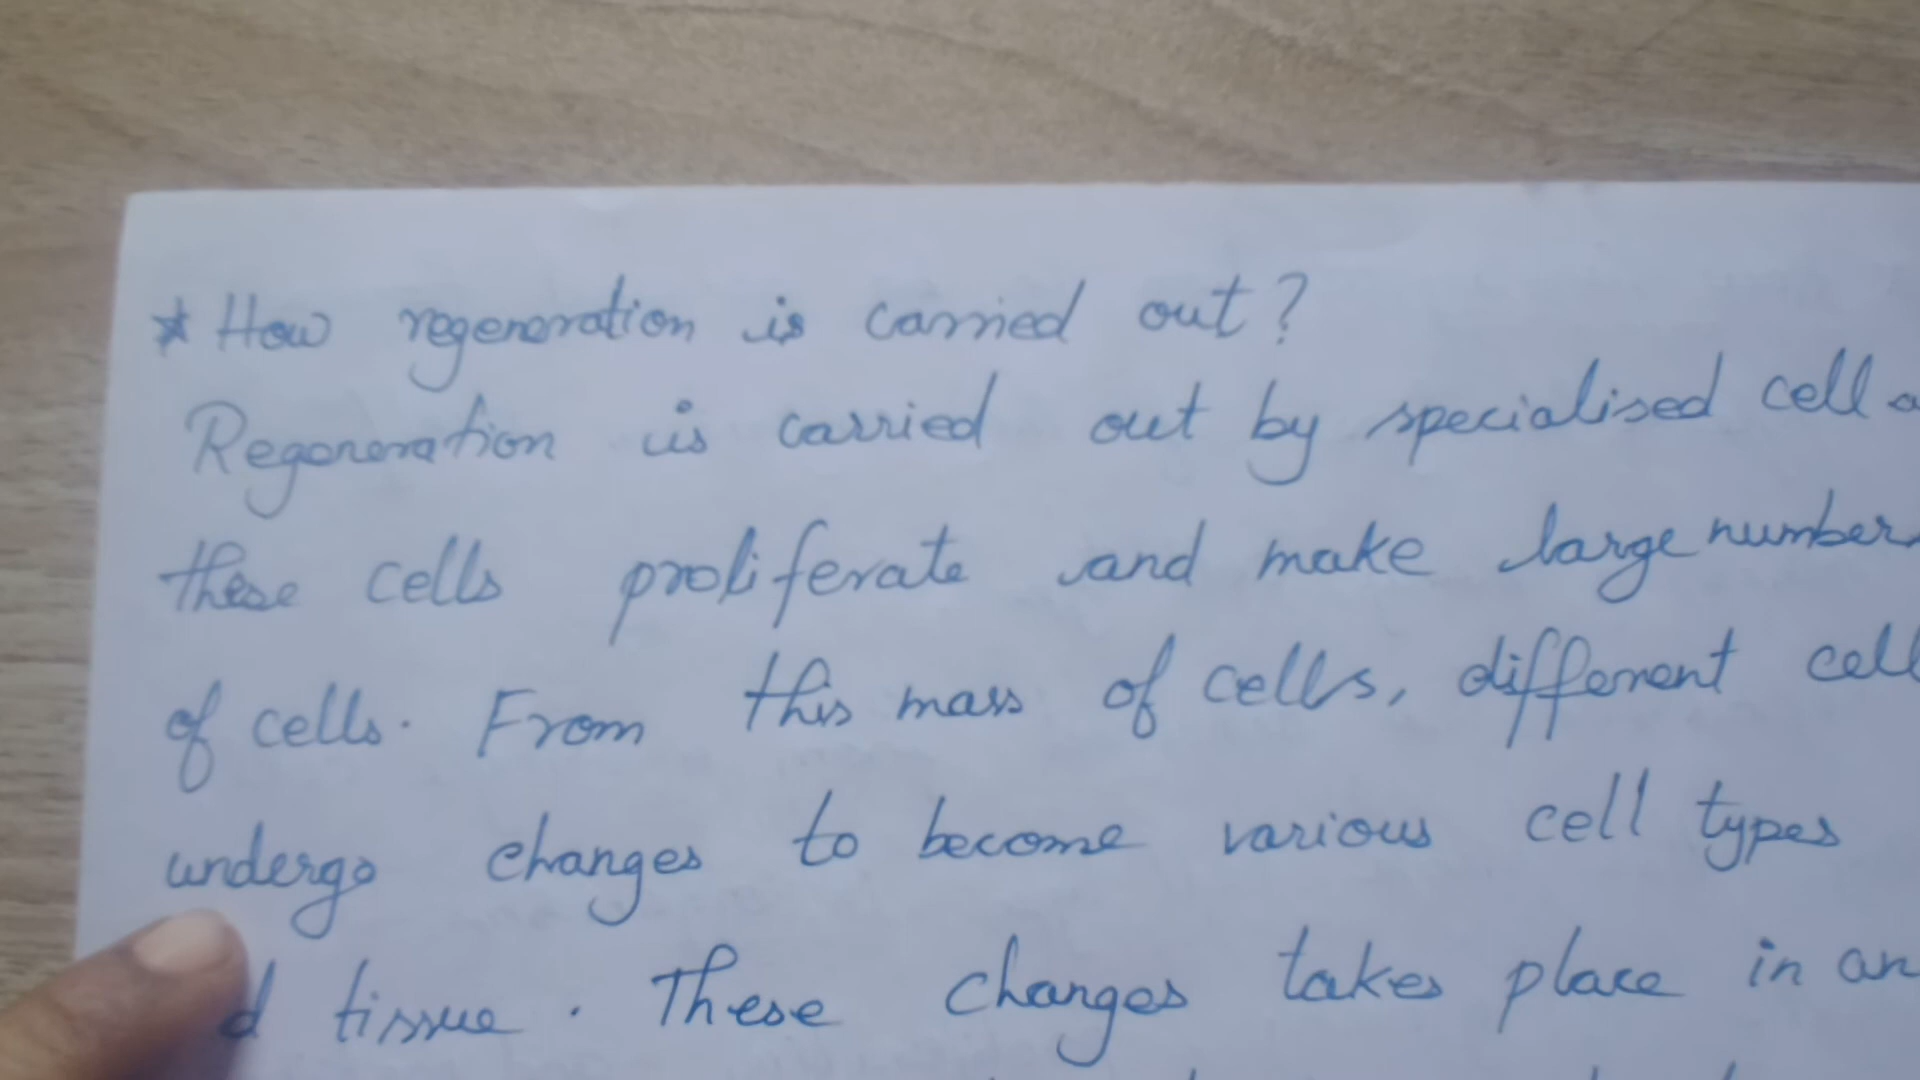 * How regeneration is carried out?
Regeneration is carried out by specialised cell
these cells proliferate and make large number
of cells. From this mass of cells, different cell
undergo changes to become various cell types
tissue. These changes takes place in an